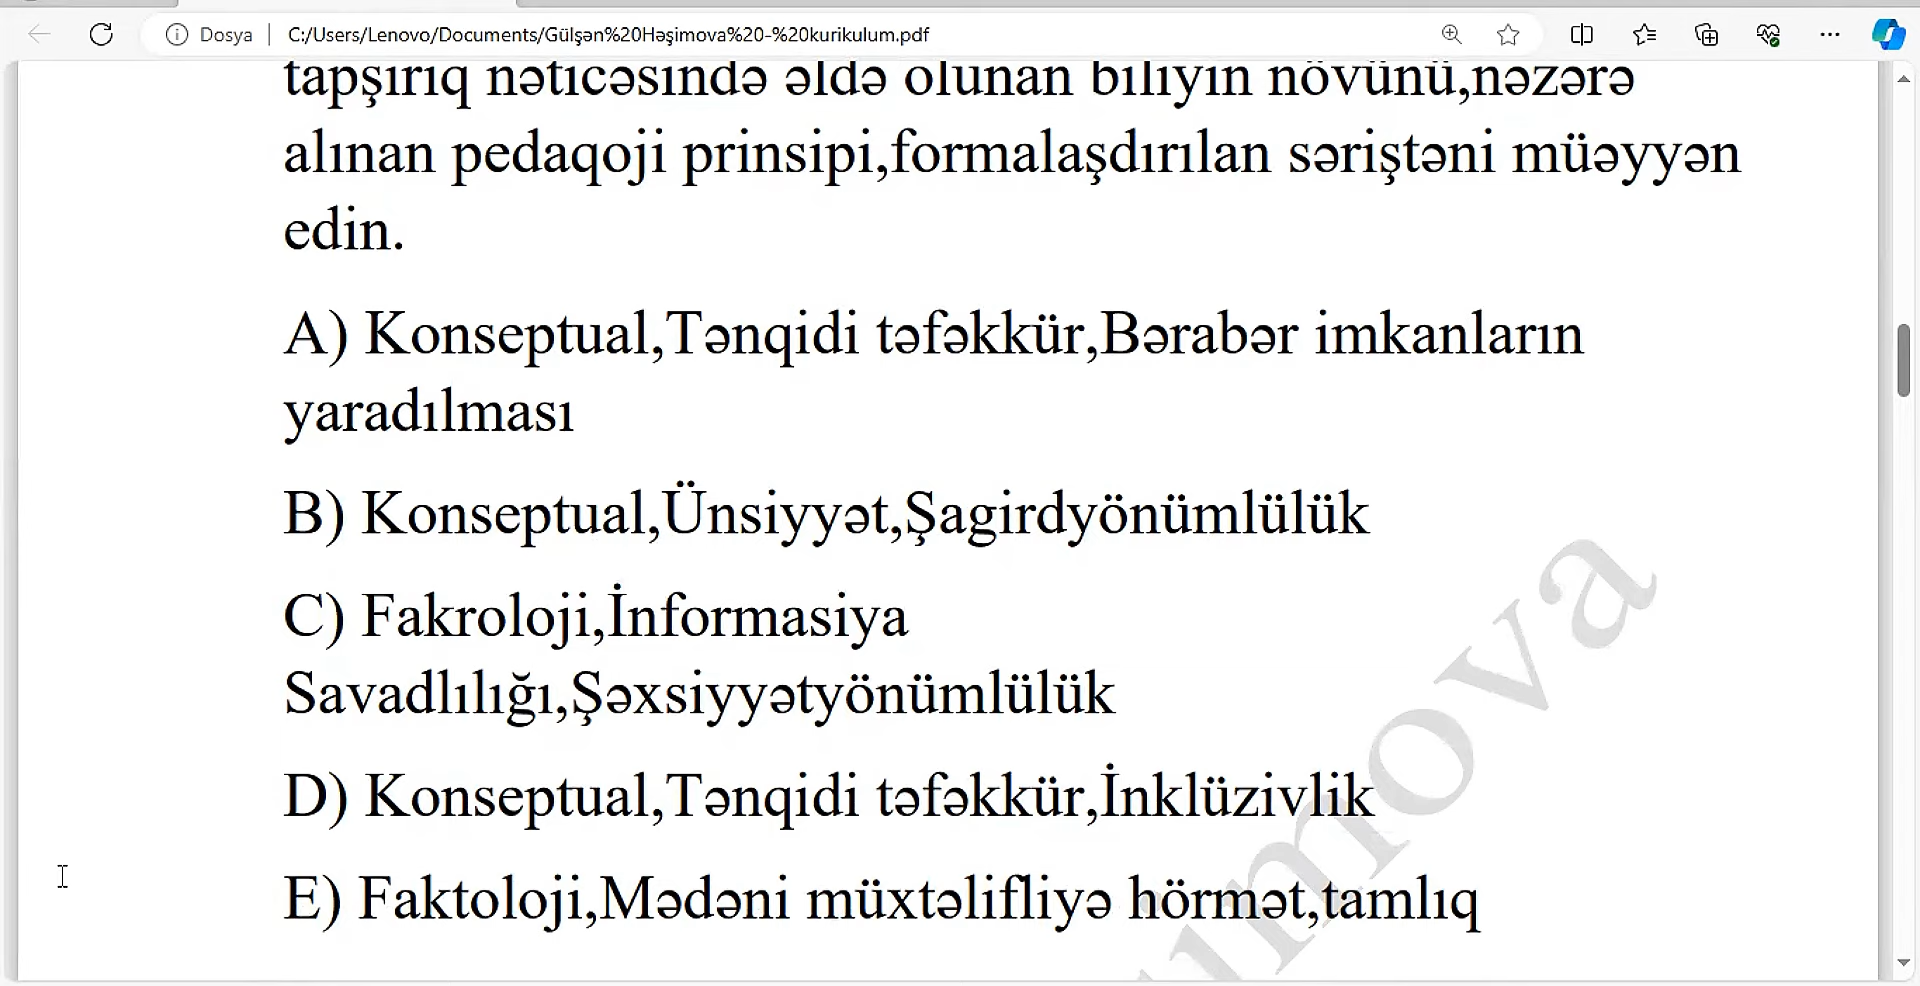 Dosya
C:/Users/Lenovo/Documents/Gülşən%20Həşimova%20-%20kurikulum.pdf
tapşırıq nəticəsində əldə olunan biliyin növünü,nəzərə
alınan pedaqoji prinsipi,formalaşdırılan səriştəni müəyyən
edin.
A) Konseptual,Tənqidi təfəkkür,Bərabər imkanların
yaradılması
B) Konseptual,Ünsiyyət,Şagirdyönümlülük
C) Fakroloji,İnformasiya
Savadlılığı,Şəxsiyyətyönümlülük
D) Konseptual,Tənqidi təfəkkür,İnklüzivlik
E) Faktoloji,Mədəni müxtəlifliyə hörmət,tamlıq
imova